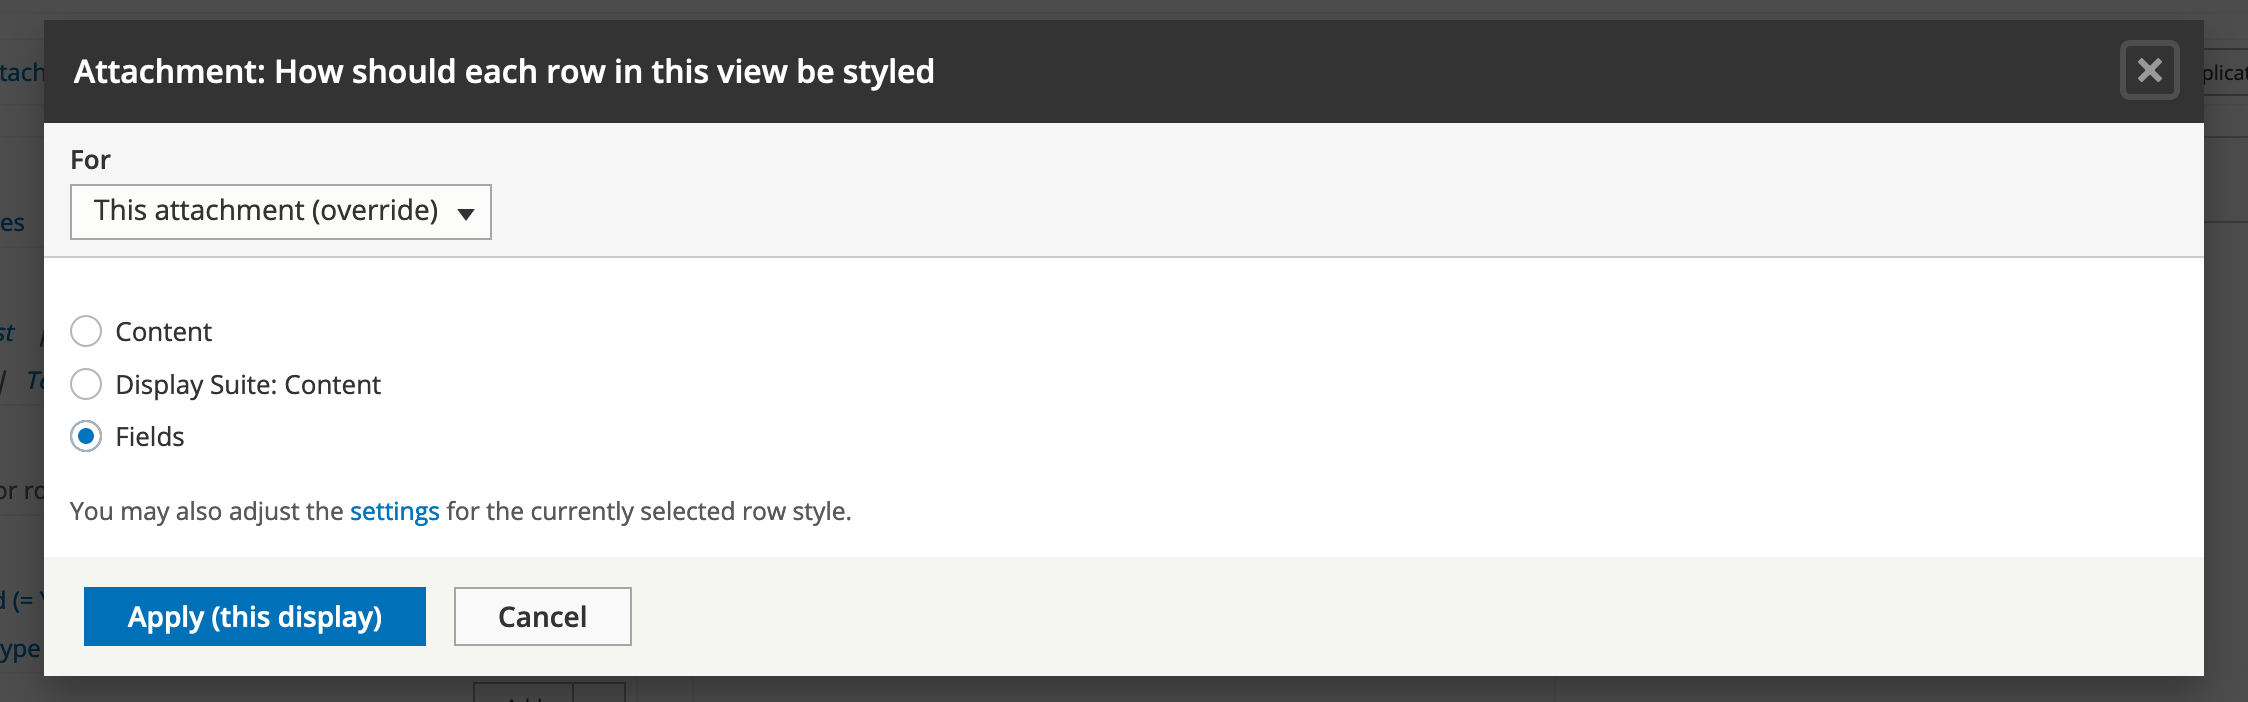 Attachment: How should each row in this view be styled
For
This attachment (override)
Content
Display Suite: Content
Fields
You may also adjust the settings for the currently selected row style.
Apply (this display)
Cancel